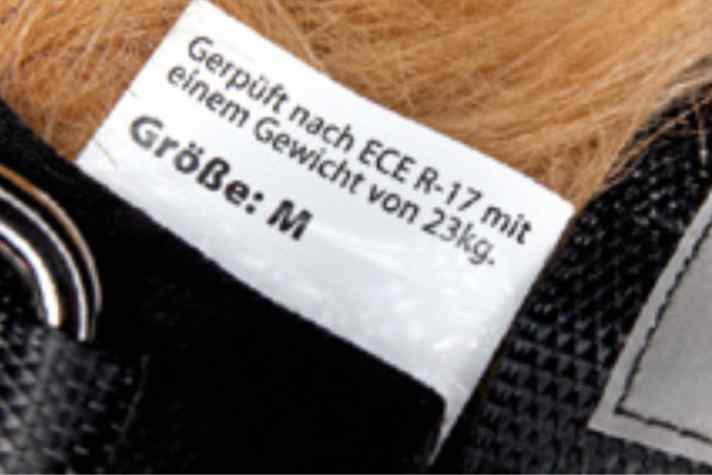 Gerpüft nach ECE R-17 mit
einem Gewicht von 23kg.
Größe: M